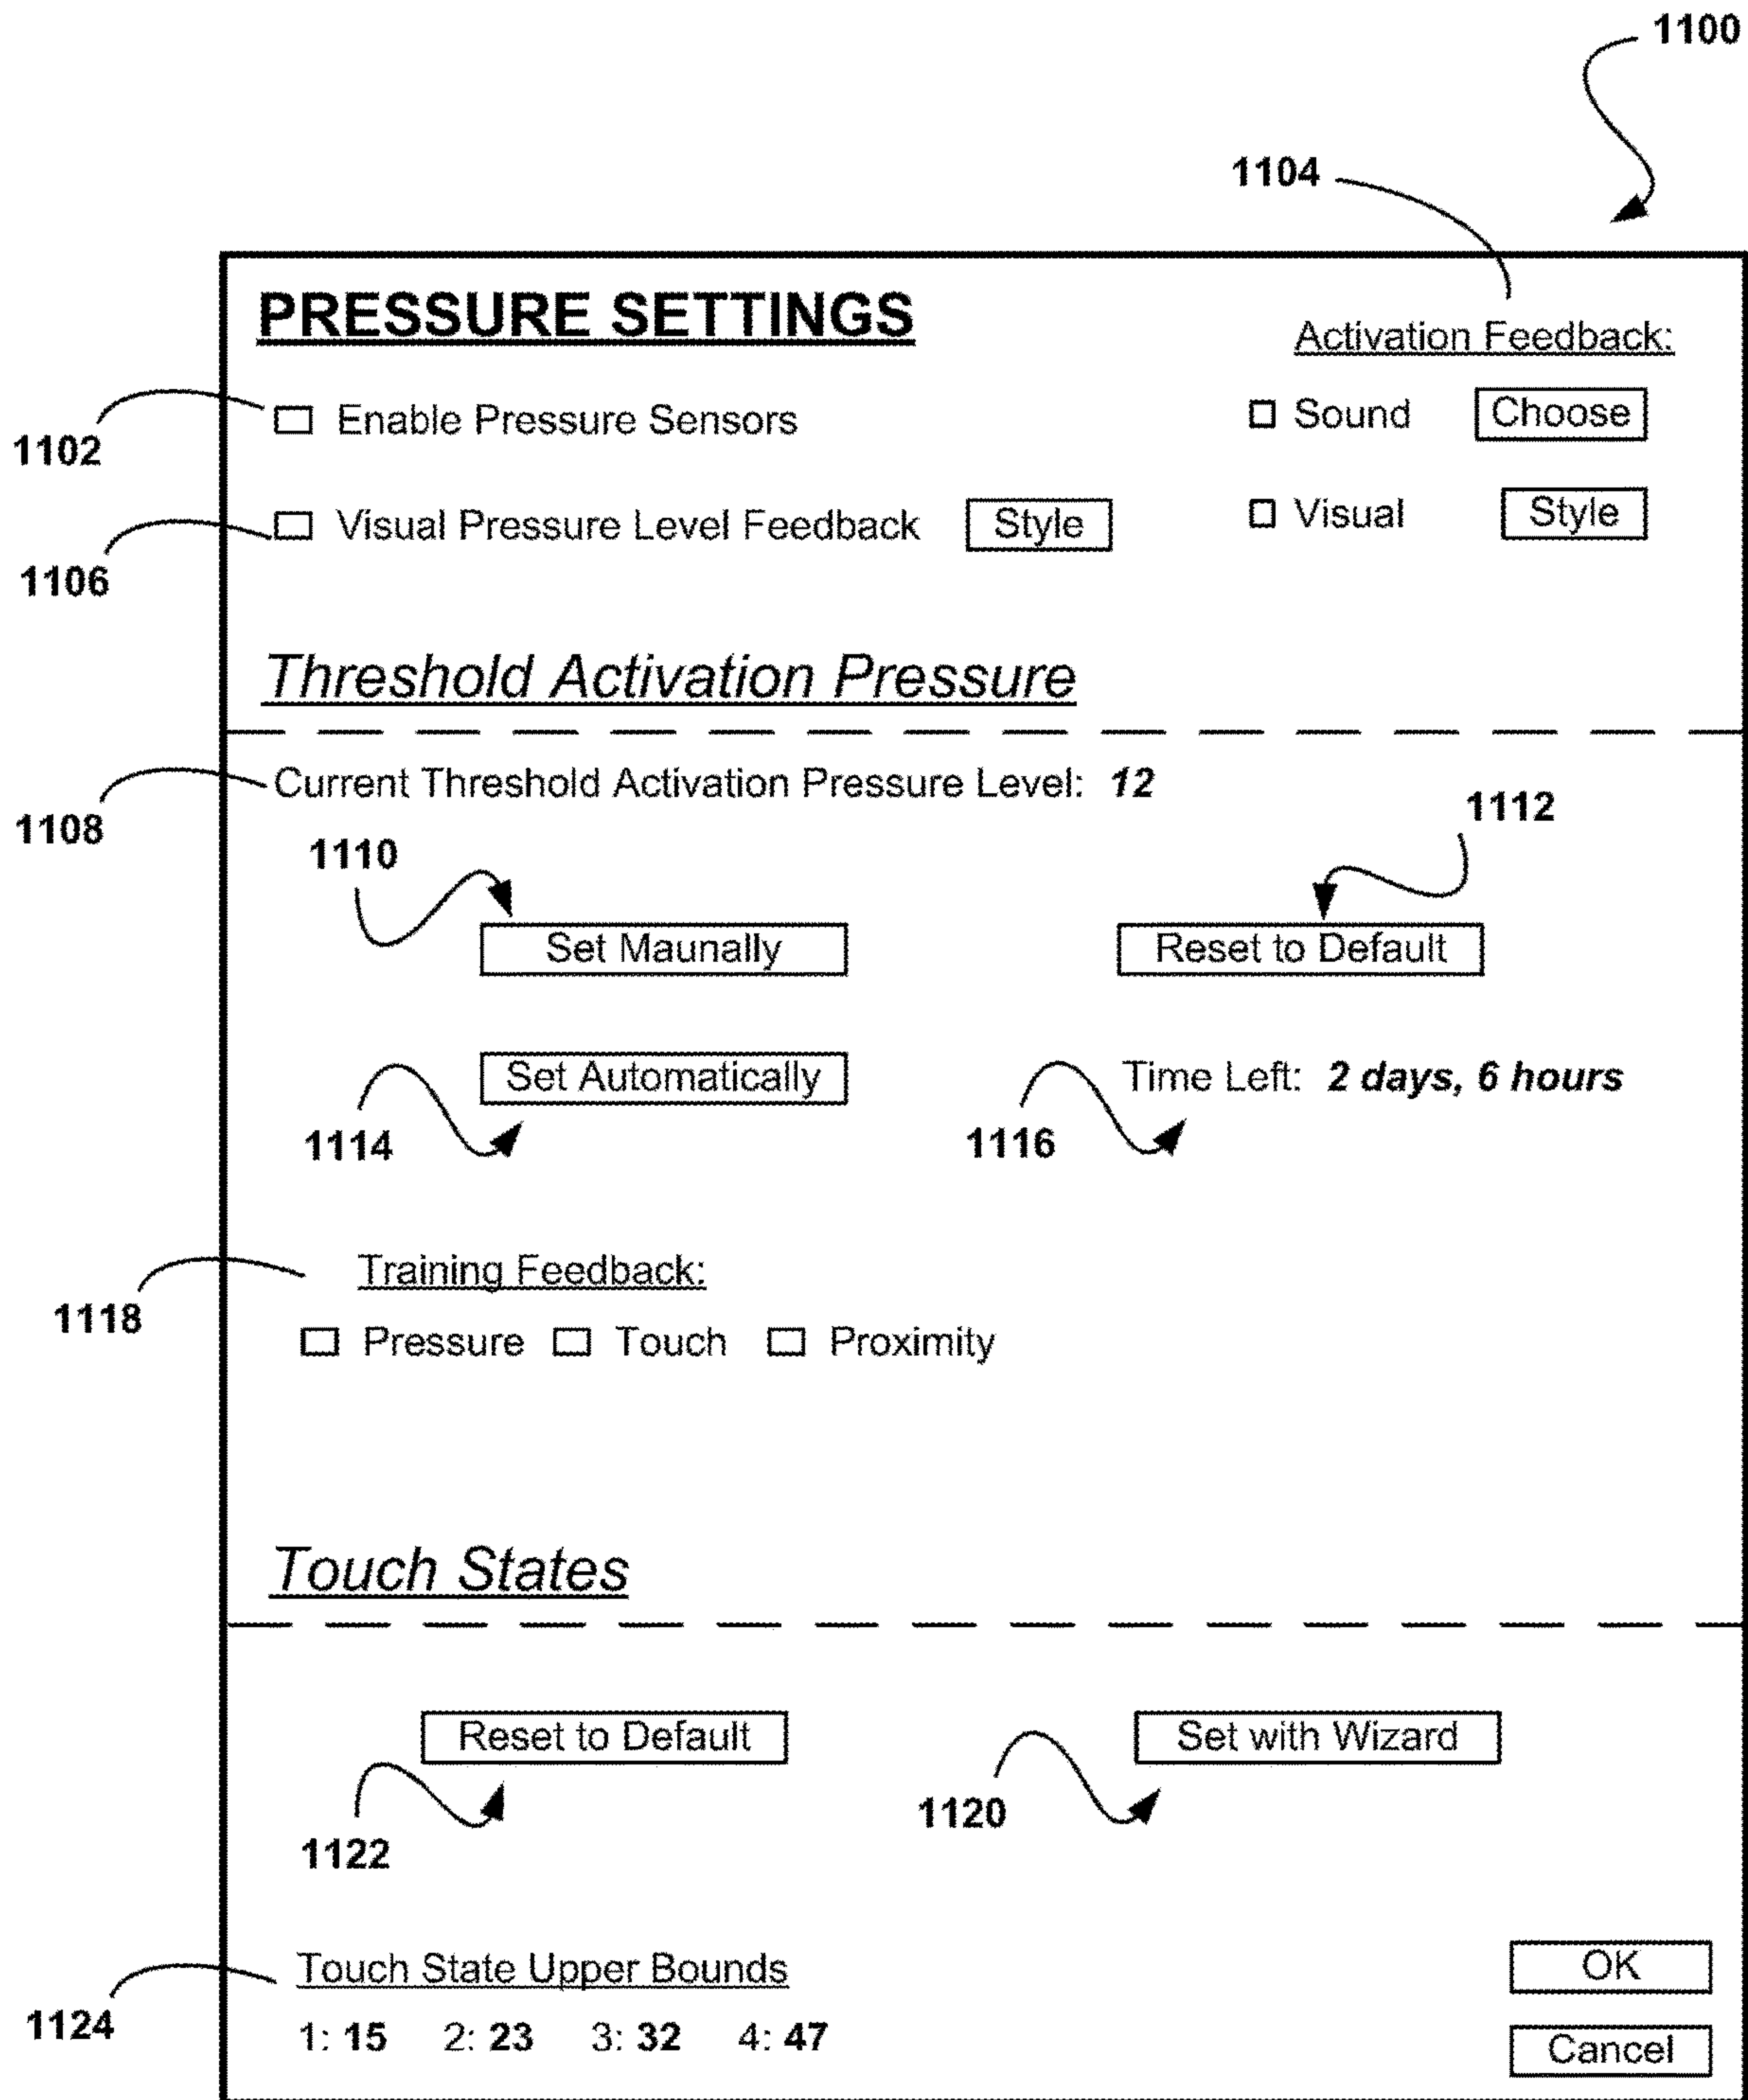 1100
1104
PRESSURE SETTINGS
Activation Feedback:
1102
Enable Pressure Sensors
Sound Choose
1106
Visual Pressure Level Feedback Style
Visual Style
Threshold Activation Pressure
1108
Current Threshold Activation Pressure Level: 12
1110
1112
Set Maunally
Reset to Default
Set Automatically
Time Left: 2 days, 6 hours
1114
1116
1118
Training Feedback:
Pressure Touch Proximity
Touch States
Reset to Default
Set with Wizard
1122
1120
1124
Touch State Upper Bounds
1: 15 2: 23 3: 32 4: 47
OK
Cancel